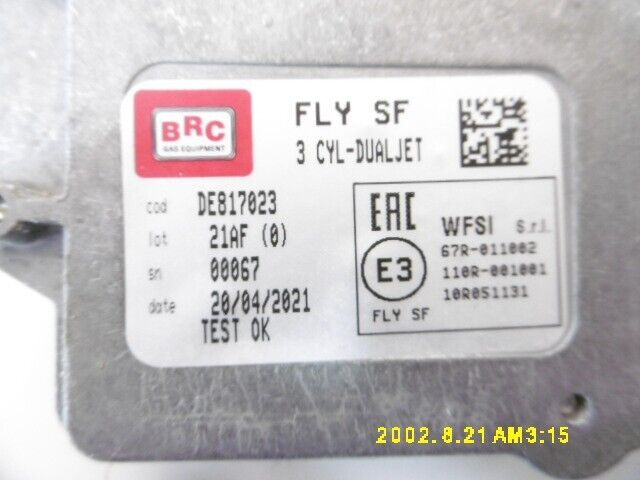 BRC
GAS EQUIPMENT
FLY SF
3 CYL-DUALJET
cod DE817023
lot 21AF (0)
sn 00067
date 20/04/2021
TEST OK
EAC
WFSI S.r.l.
E3
67R-011002
110R-001001
10R051131
FLY SF
2002. 8.21 AM3:15